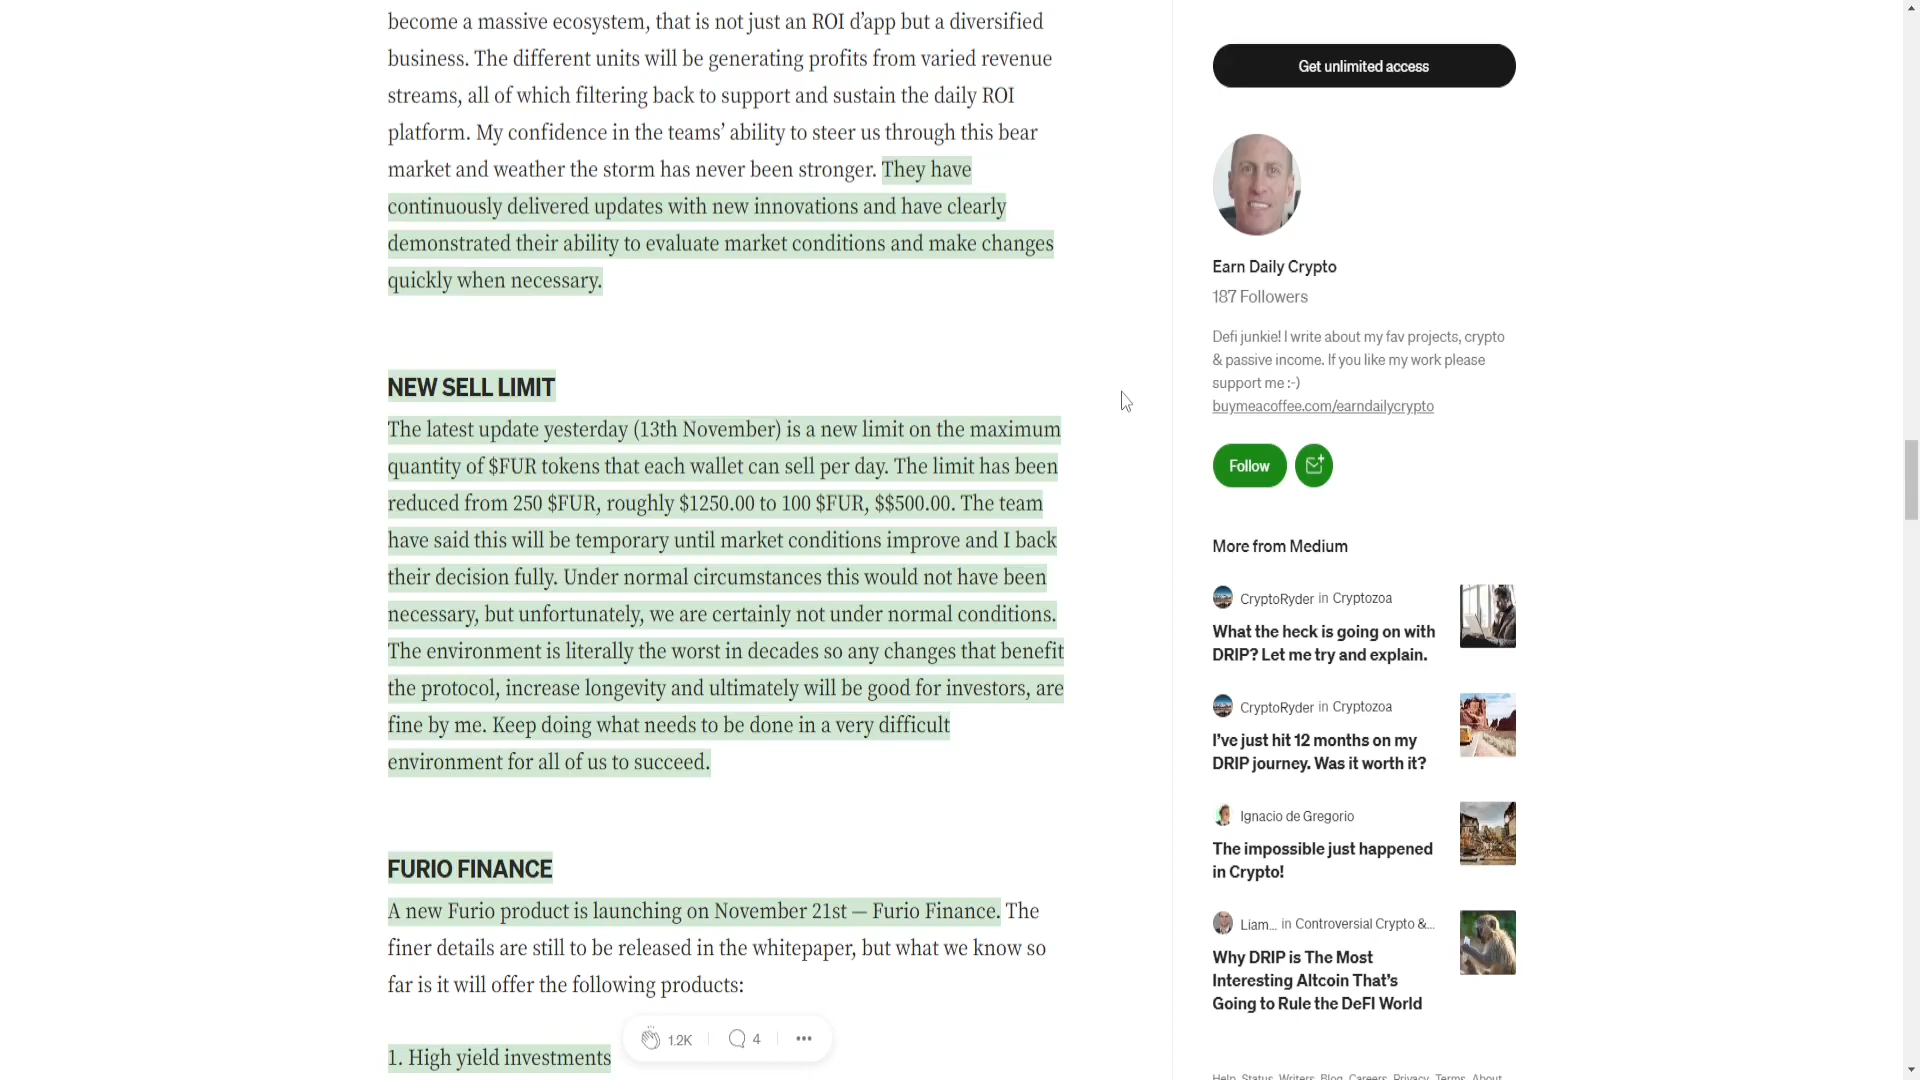 become a massive ecosystem, that is not just an ROI d’app but a diversified
business. The different units will be generating profits from varied revenue
streams, all of which filtering back to support and sustain the daily ROI
platform. My confidence in the teams’ ability to steer us through this bear
market and weather the storm has never been stronger. They have
continuously delivered updates with new innovations and have clearly
demonstrated their ability to evaluate market conditions and make changes
quickly when necessary.
NEW SELL LIMIT
The latest update yesterday (13th November) is a new limit on the maximum
quantity of $FUR tokens that each wallet can sell per day. The limit has been
reduced from 250 $FUR, roughly $1250.00 to 100 $FUR, $$500.00. The team
have said this will be temporary until market conditions improve and I back
their decision fully. Under normal circumstances this would not have been
necessary, but unfortunately, we are certainly not under normal conditions.
The environment is literally the worst in decades so any changes that benefit
the protocol, increase longevity and ultimately will be good for investors, are
fine by me. Keep doing what needs to be done in a very difficult
environment for all of us to succeed.
FURIO FINANCE
A new Furio product is launching on November 21st — Furio Finance. The
finer details are still to be released in the whitepaper, but what we know so
far is it will offer the following products:
1. High yield investments
1.2K
4
Get unlimited access
Earn Daily Crypto
187 Followers
Defi junkie! I write about my fav projects, crypto
& passive income. If you like my work please
support me :-)
buymeacoffee.com/earndailycrypto
Follow
More from Medium
CryptoRyder in Cryptozoa
What the heck is going on with
DRIP? Let me try and explain.
CryptoRyder in Cryptozoa
I’ve just hit 12 months on my
DRIP journey. Was it worth it?
Ignacio de Gregorio
The impossible just happened
in Crypto!
Liam... in Controversial Crypto &...
Why DRIP is The Most
Interesting Altcoin That’s
Going to Rule the DeFI World
Help Status Writers Blog Careers Privacy Terms About